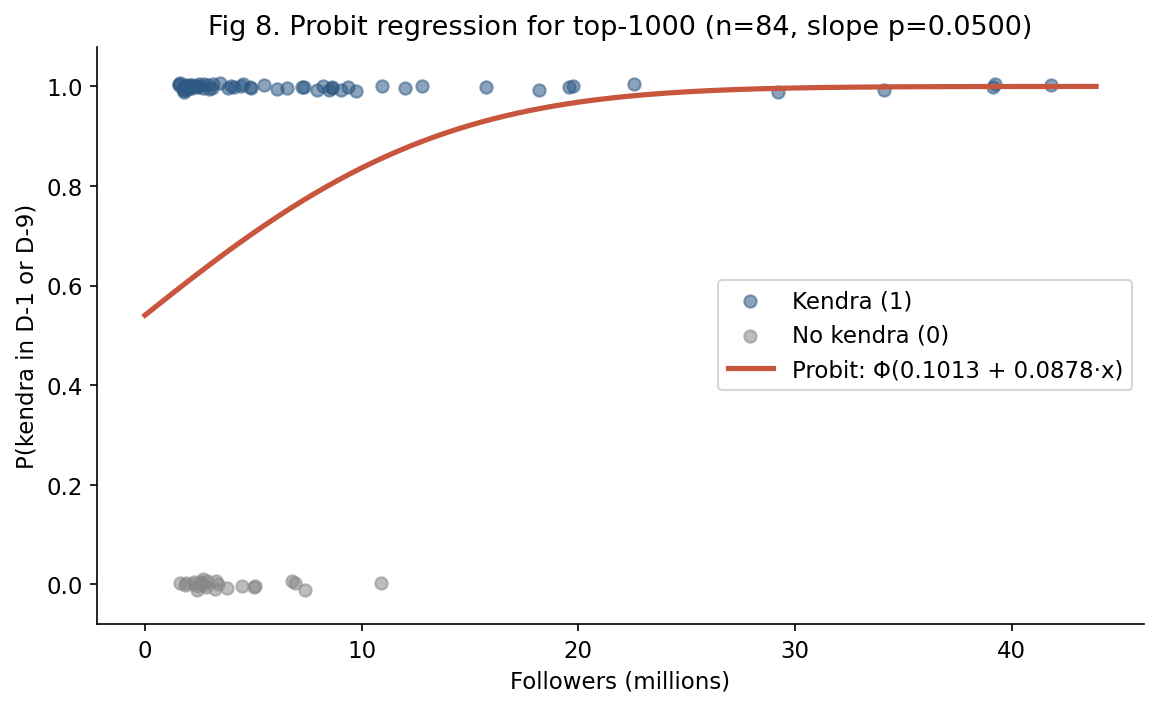 Fig 8. Probit regression for top-1000 (n=84, slope p=0.0500)
P(kendra in D-1 or D-9)
1.0
0.8
0.6
0.4
0.2
0.0
Kendra (1)
No kendra (0)
Probit: Φ(0.1013 + 0.0878·x)
0
10
20
30
40
Followers (millions)